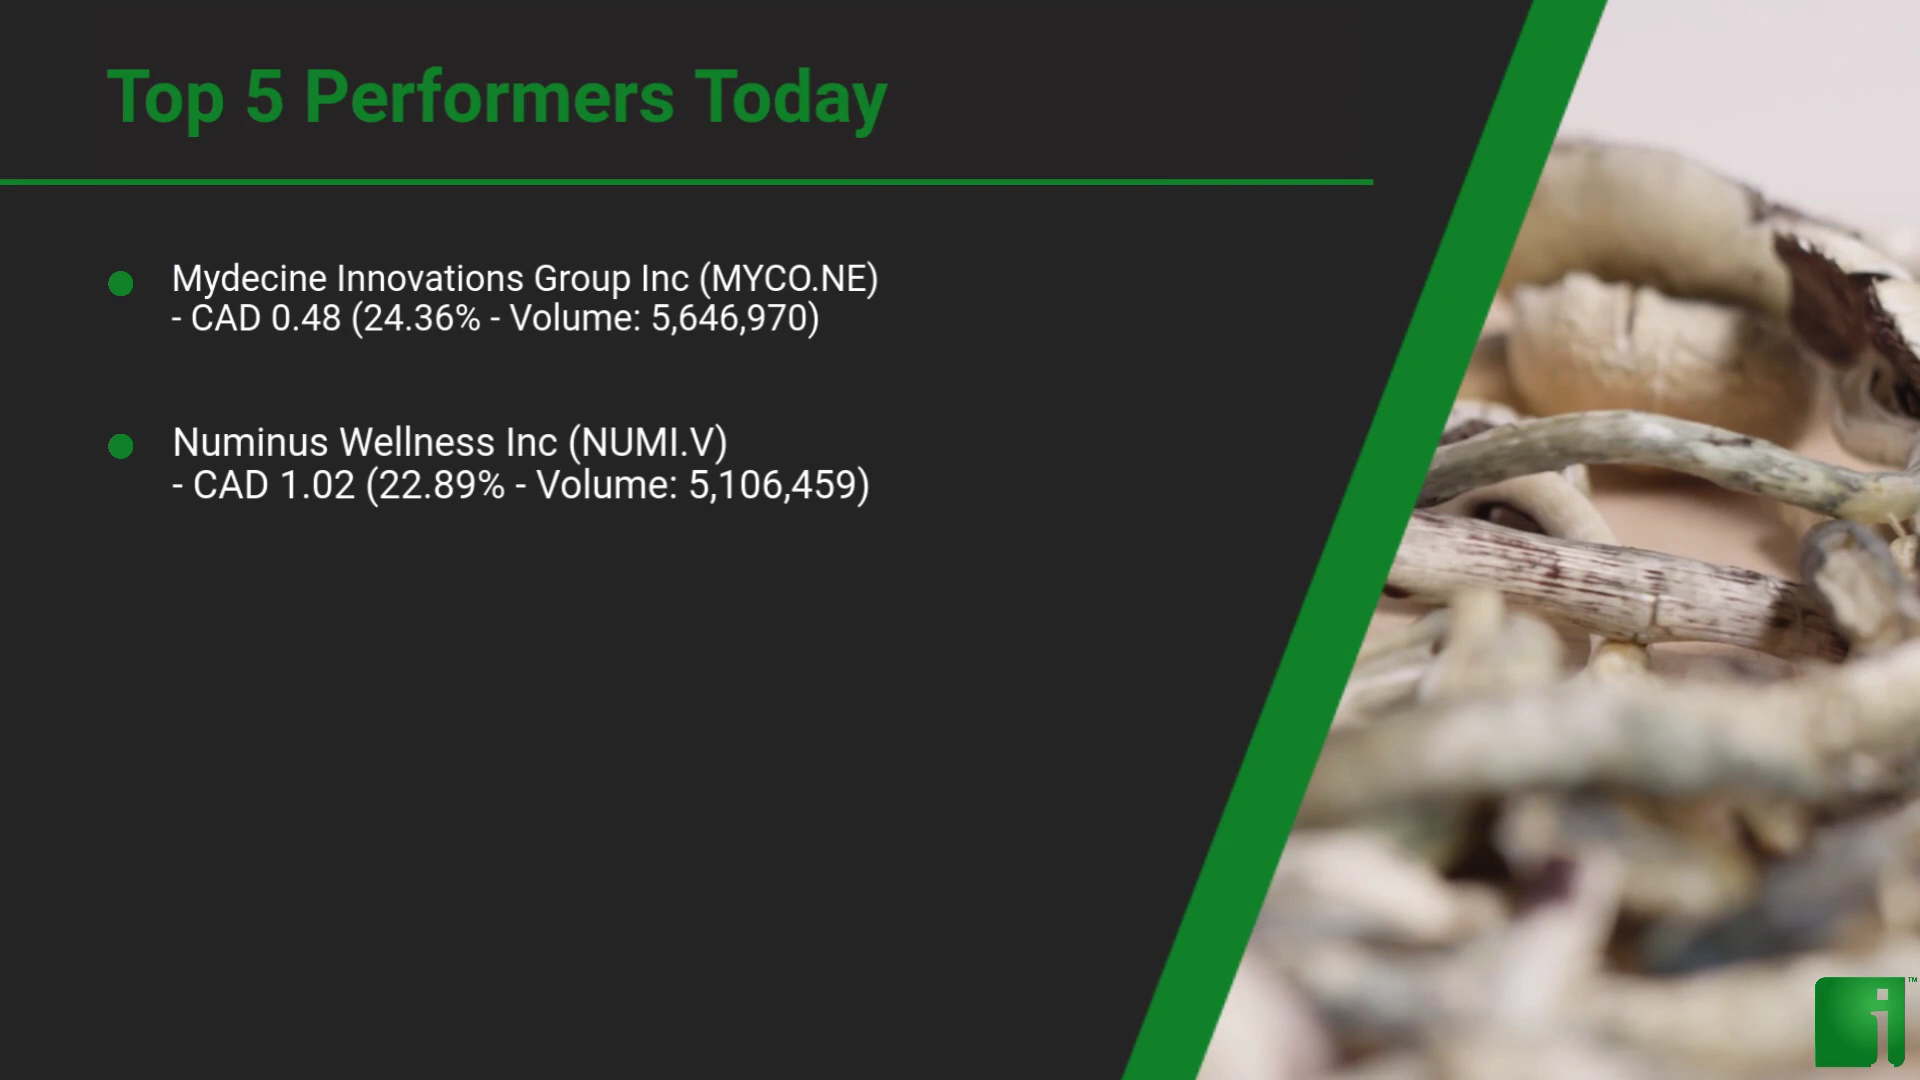 Top 5 Performers Today
Mydecine Innovations Group Inc (MYCO.NE)
- CAD 0.48 (24.36% - Volume: 5,646,970)
Numinus Wellness Inc (NUMI.V)
- CAD 1.02 (22.89% - Volume: 5,106,459)
i
TM